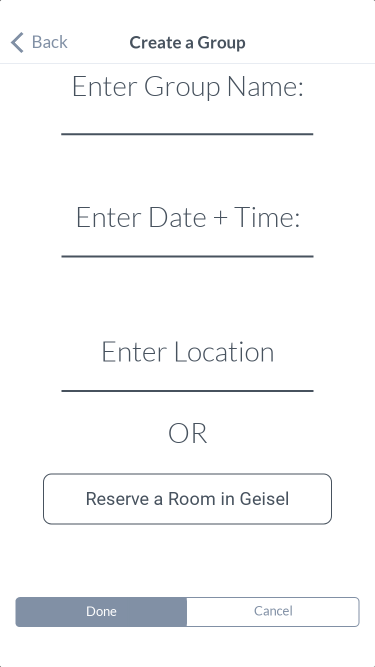 Back
Create a Group
Enter Group Name:
Enter Date + Time:
Enter Location
OR
Reserve a Room in Geisel
Done
Cancel